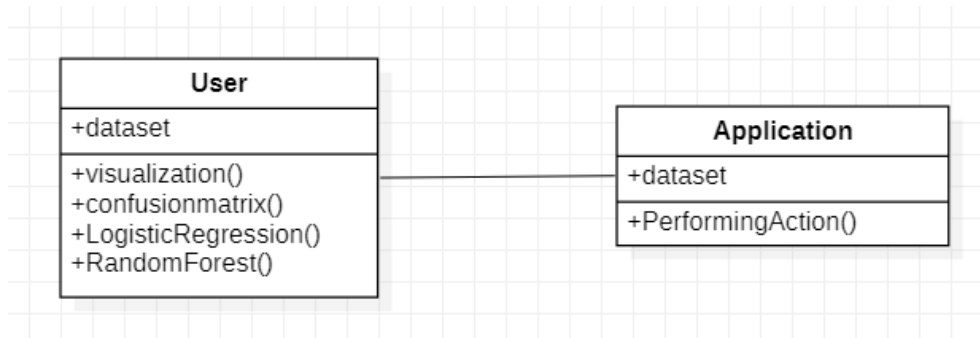 User
+dataset
+visualization()
+confusionmatrix()
+LogisticRegression()
+RandomForest()
Application
+dataset
+PerformingAction()